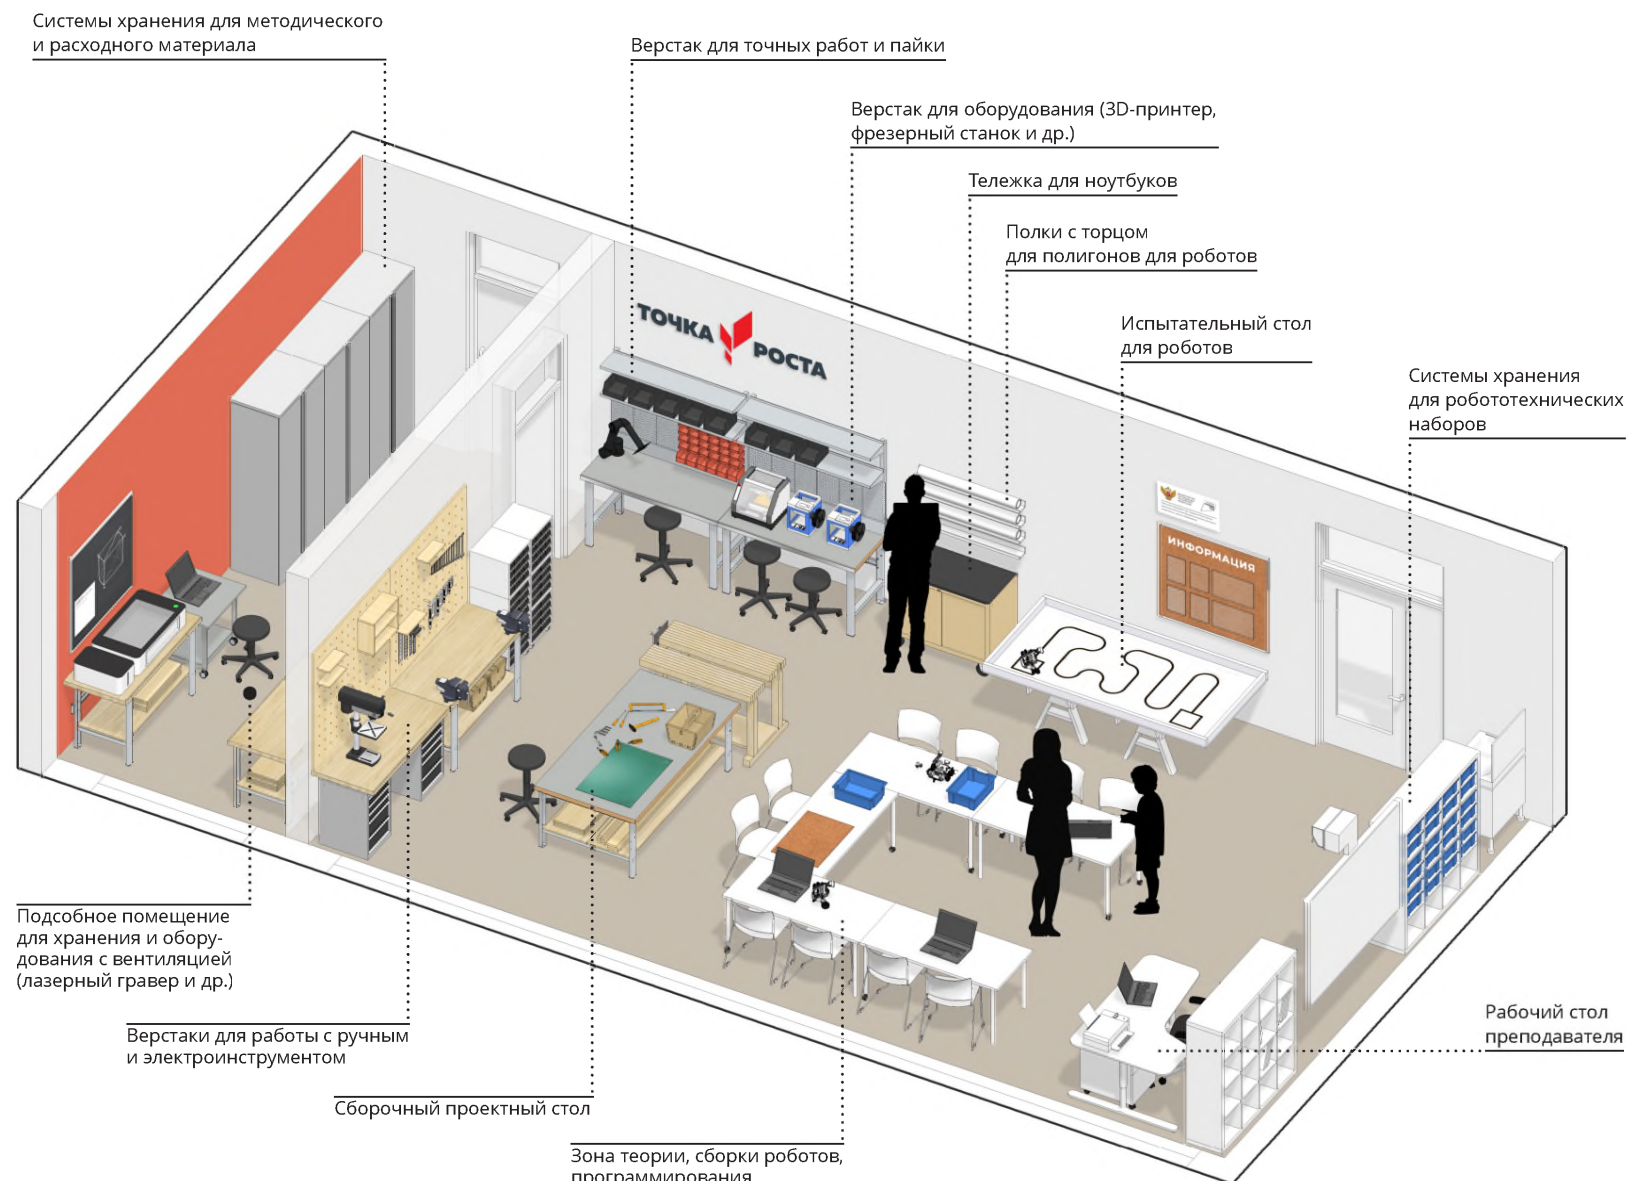 Системы хранения для методического
и расходного материала
Верстак для точных работ и пайки
Верстак для оборудования (3D-принтер,
фрезерный станок и др.)
Тележка для ноутбуков
Полки с торцом
для полигонов для роботов
Испытательный стол
для роботов
Системы хранения
для робототехнических
наборов
ТОЧКА
РОСТА
ИНФОРМАЦИЯ
Подсобное помещение
для хранения и обору-
дования с вентиляцией
(лазерный гравер и др.)
Верстаки для работы с ручным
и электроинструментом
Сборочный проектный стол
Зона теории, сборки роботов,
программирования
Рабочий стол
преподавателя